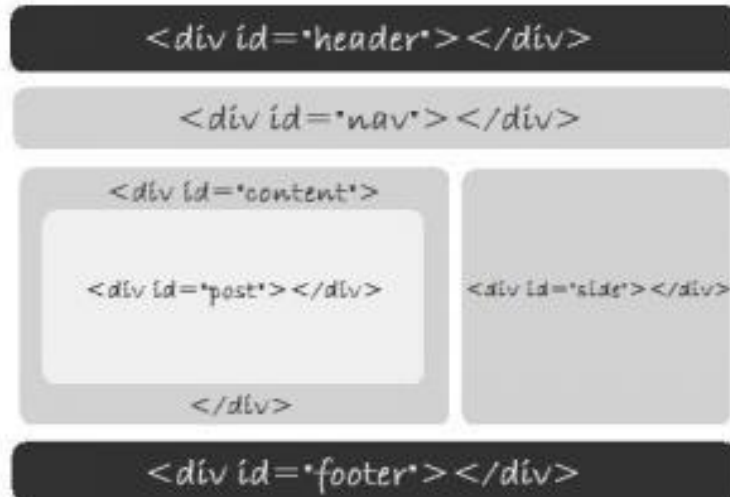 <div id="header"></div>
<div id="nav"></div>
<div id="content">
<div id="post"></div>
</div>
<div id="side"></div>
<div id="footer"></div>